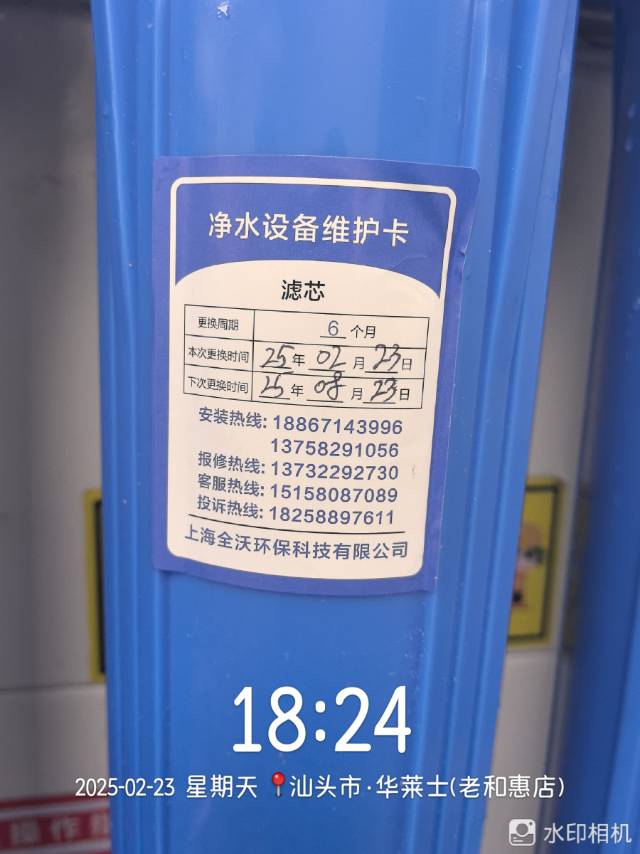 净水设备维护卡
滤芯
更换周期 6 个月
本次更换时间 25年 02月 23日
下次更换时间 25年 08月 23日
安装热线: 18867143996
13758291056
报修热线: 13732292730
客服热线: 15158087089
投诉热线: 18258897611
上海全沃环保科技有限公司
18:24
2025-02-23 星期天 汕头市·华莱士(老和惠店)
操作
水印相机